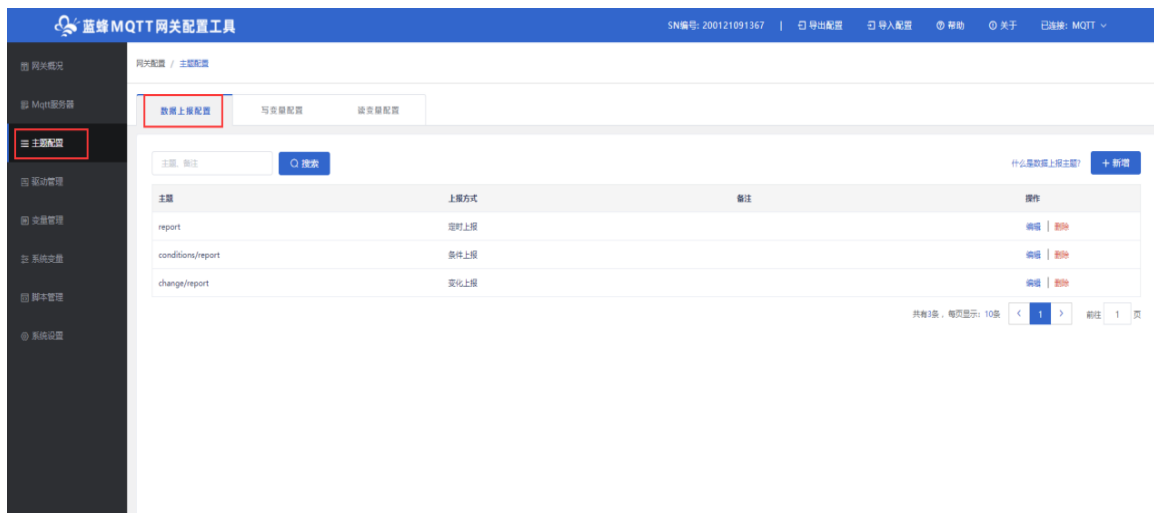 蓝蜂MQTT网关配置工具
SN编号: 200121091367 | 导出配置 导入配置 帮助 关于 已连接: MQTT
网关概况
网关配置 / 主题配置
Mqtt服务器
数据上报配置 写变量配置 读变量配置
主题配置
主题、备注 搜索 什么是数据上报主题? + 新增
驱动管理
主题 上报方式 备注 操作
变量管理
report 定时上报 编辑 | 删除
系统变量
conditions/report 条件上报 编辑 | 删除
change/report 变化上报 编辑 | 删除
脚本管理
共有3条，每页显示: 10条 < 1 > 前往 1 页
系统设置